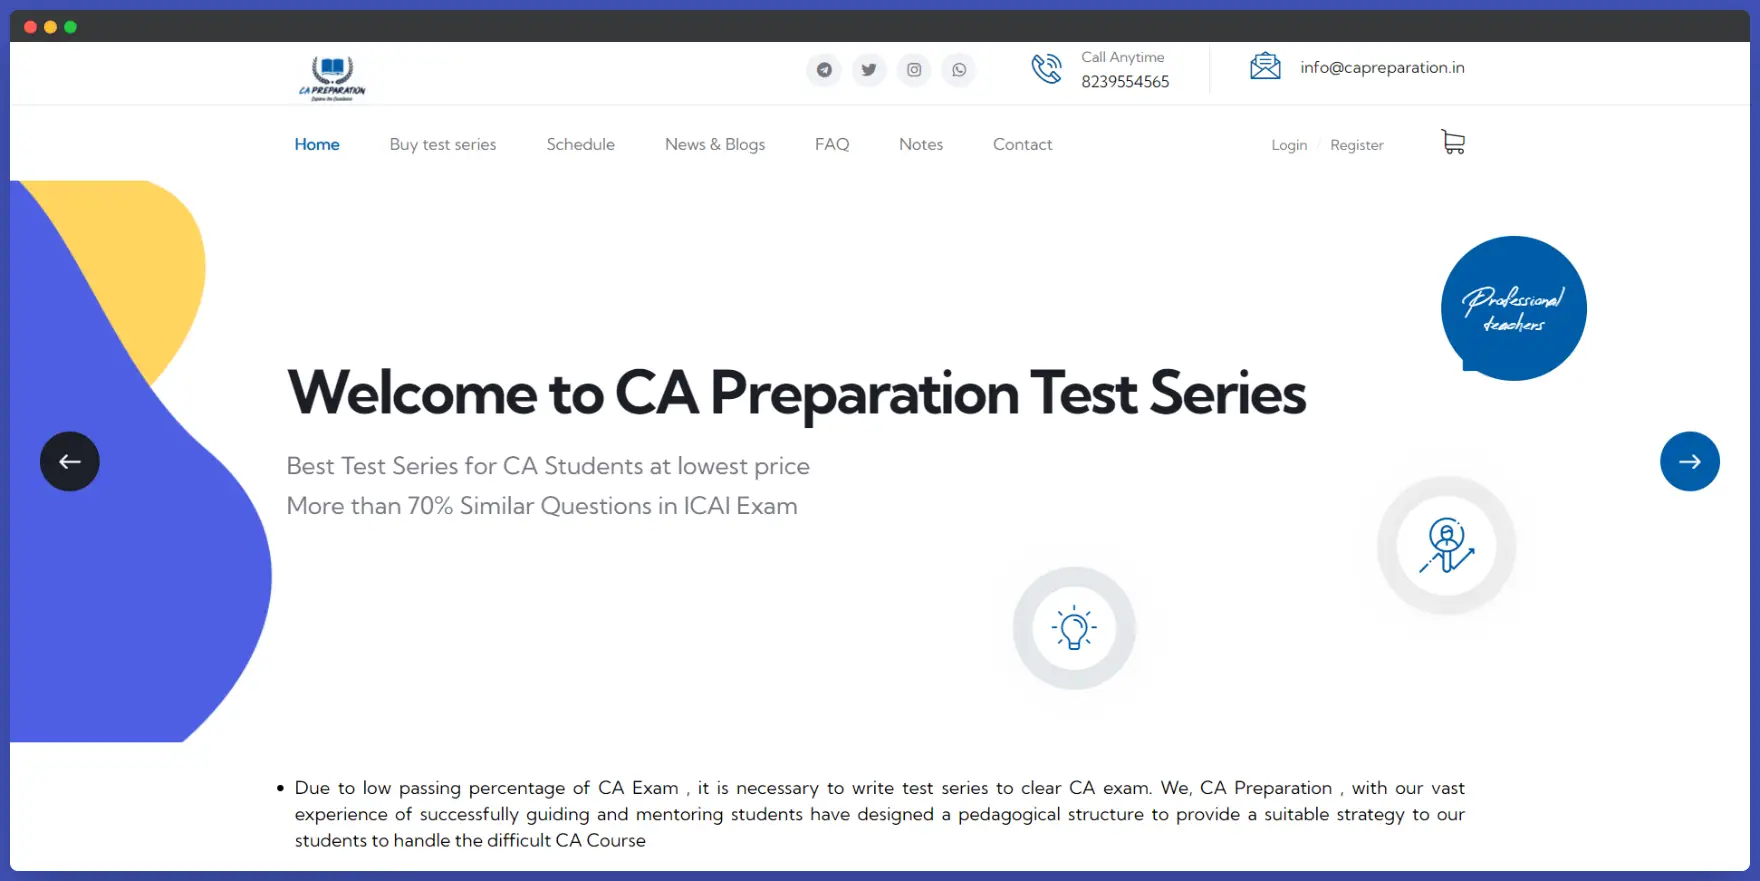 CA PREPARATION
Call Anytime
8239554565
info@capreparation.in
Home
Buy test series
Schedule
News & Blogs
FAQ
Notes
Contact
Login / Register
Professional
teachers
Welcome to CA Preparation Test Series
Best Test Series for CA Students at lowest price
More than 70% Similar Questions in ICAI Exam
• Due to low passing percentage of CA Exam , it is necessary to write test series to clear CA exam. We, CA Preparation , with our vast
experience of successfully guiding and mentoring students have designed a pedagogical structure to provide a suitable strategy to our
students to handle the difficult CA Course